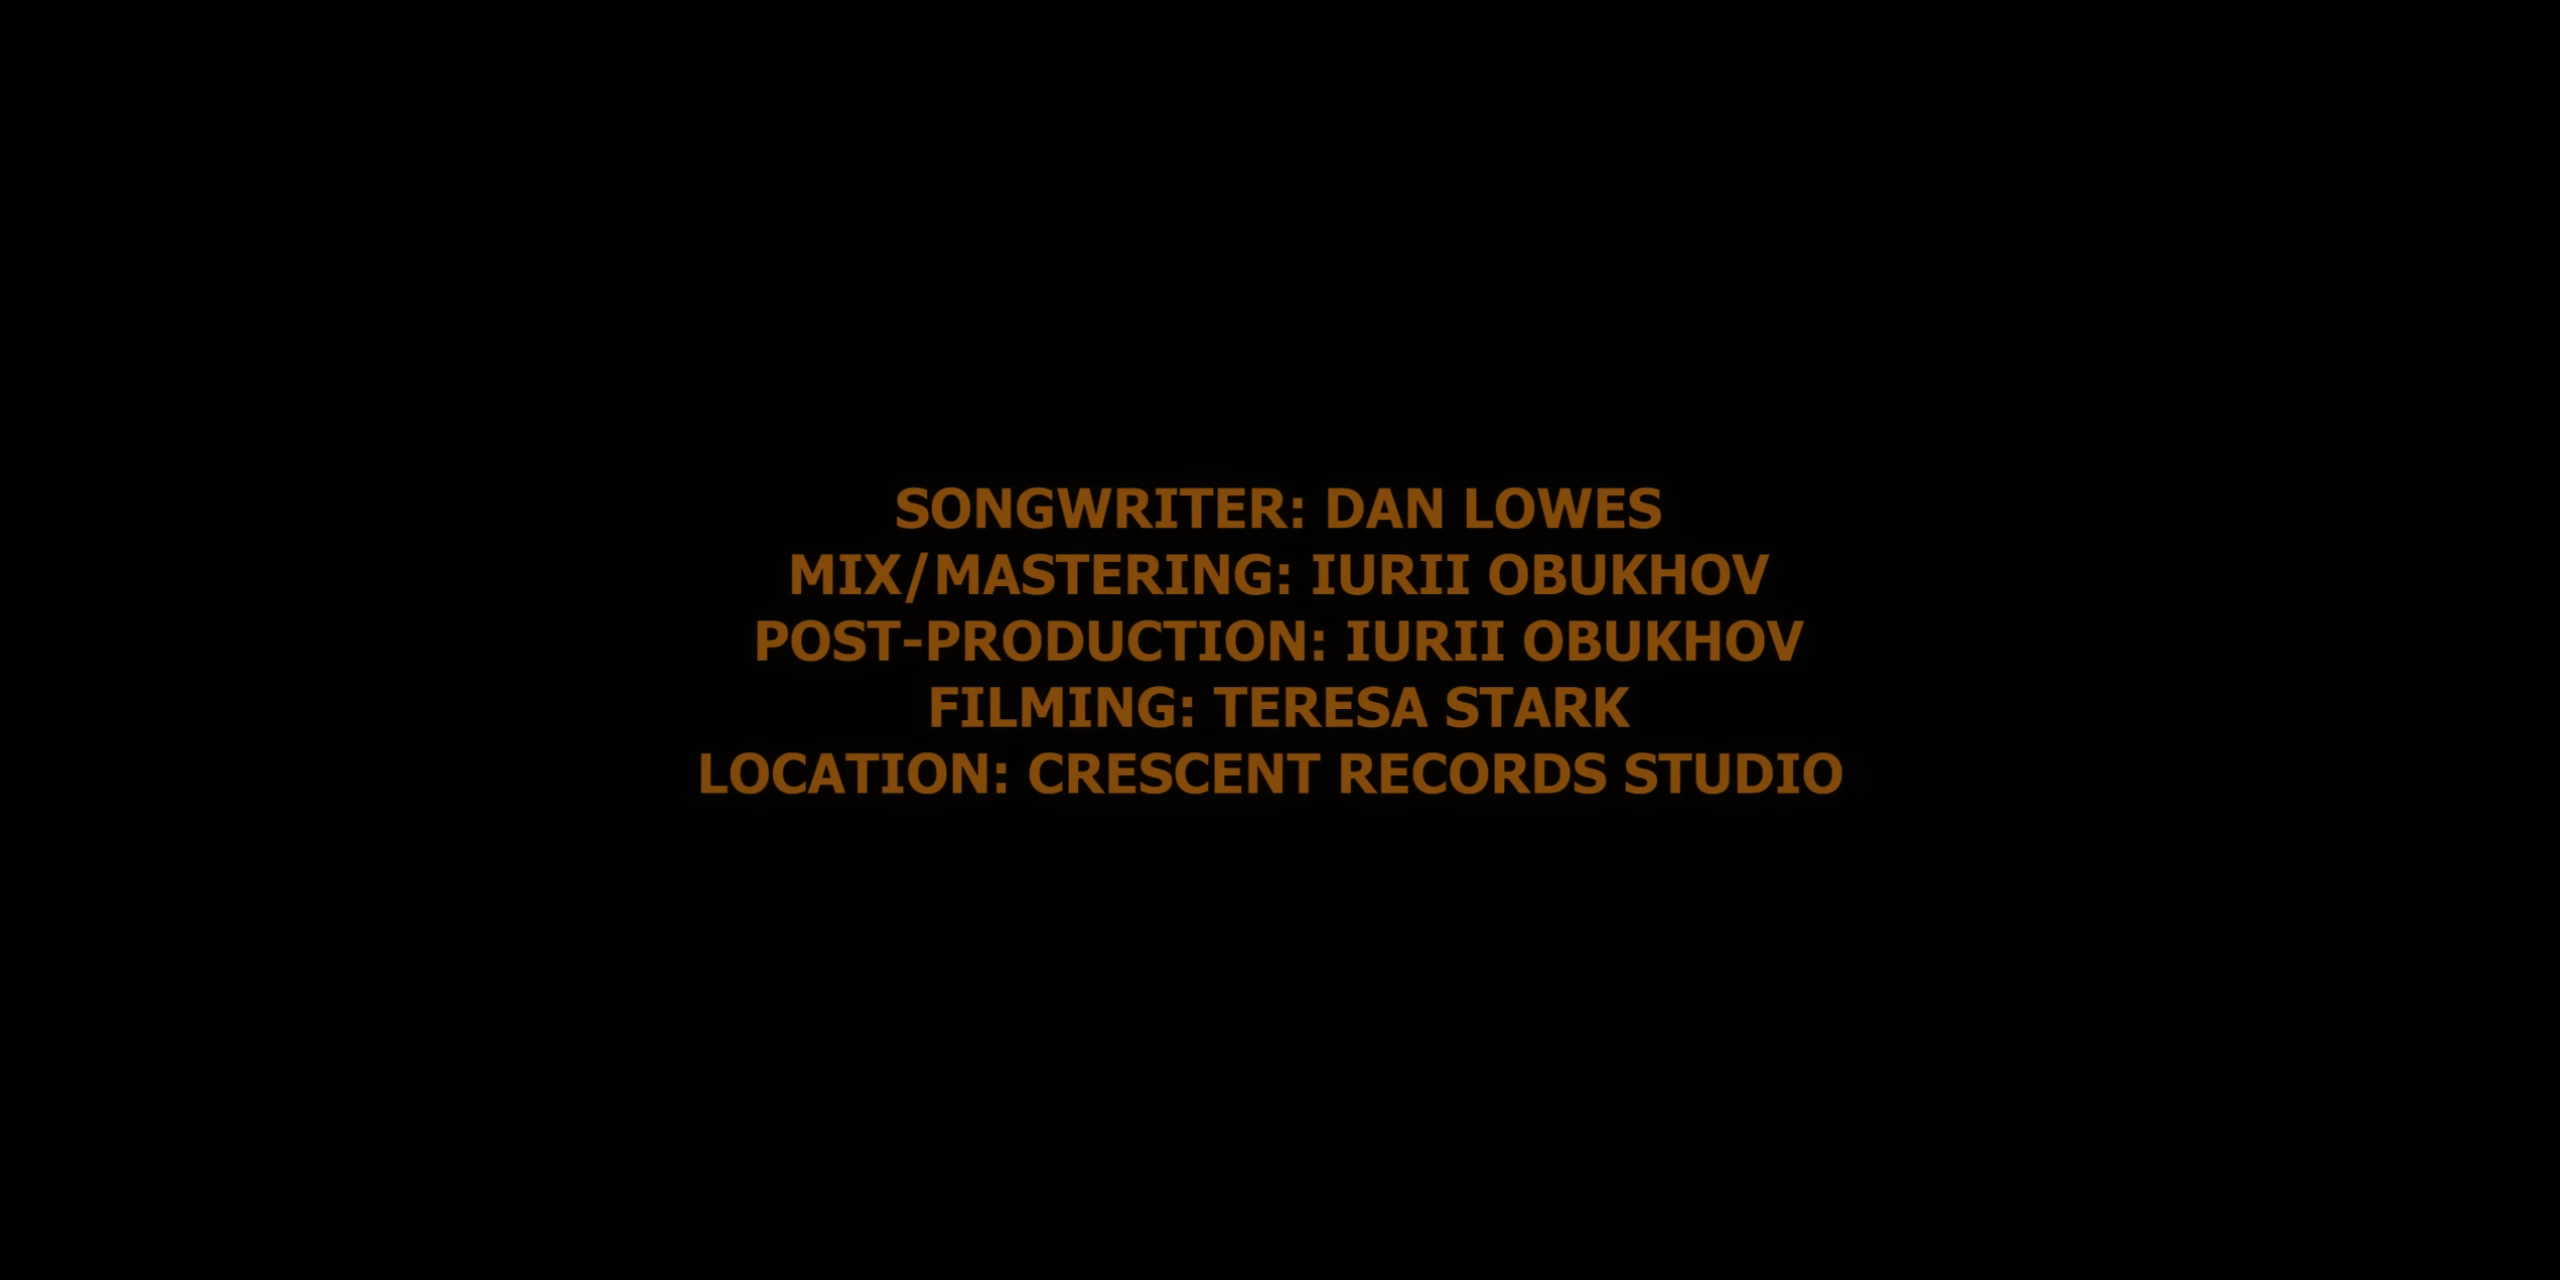 SONGWRITER: DAN LOWES
MIX/MASTERING: IURII OBUKHOV
POST-PRODUCTION: IURII OBUKHOV
FILMING: TERESA STARK
LOCATION: CRESCENT RECORDS STUDIO